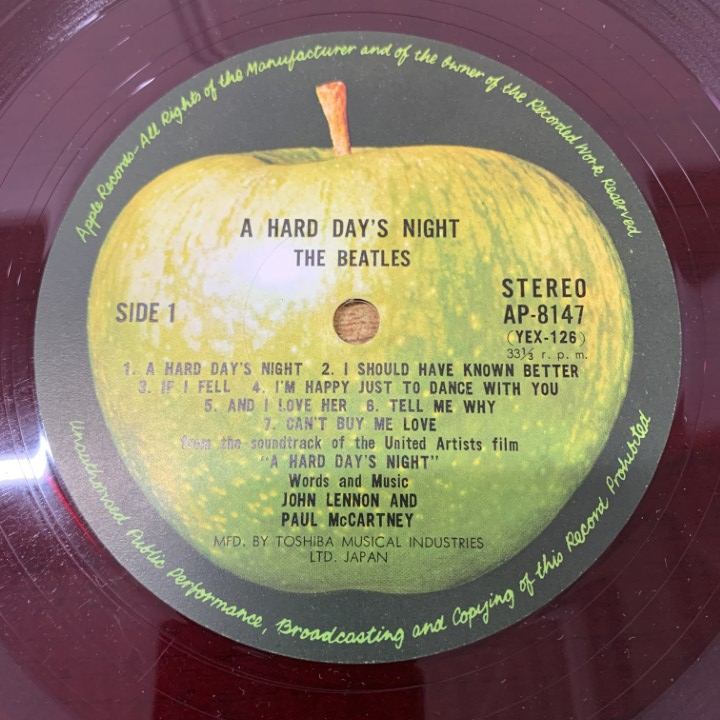 Apple Records-All Rights of the Manufacturer and of the Owner of the Recorded Work Reserved
A HARD DAY'S NIGHT
THE BEATLES
SIDE 1
STEREO
AP-8147
(YEX-126)
33⅓ r. p. m.
1. A HARD DAY'S NIGHT 2. I SHOULD HAVE KNOWN BETTER
3. IF I FELL 4. I'M HAPPY JUST TO DANCE WITH YOU
5. AND I LOVE HER 6. TELL ME WHY
7. CAN'T BUY ME LOVE
from the soundtrack of the United Artists film
"A HARD DAY'S NIGHT"
Words and Music
JOHN LENNON AND
PAUL McCARTNEY
MFD. BY TOSHIBA MUSICAL INDUSTRIES
LTD. JAPAN
Unauthorised Public Performance, Broadcasting and Copying of this Record Prohibited